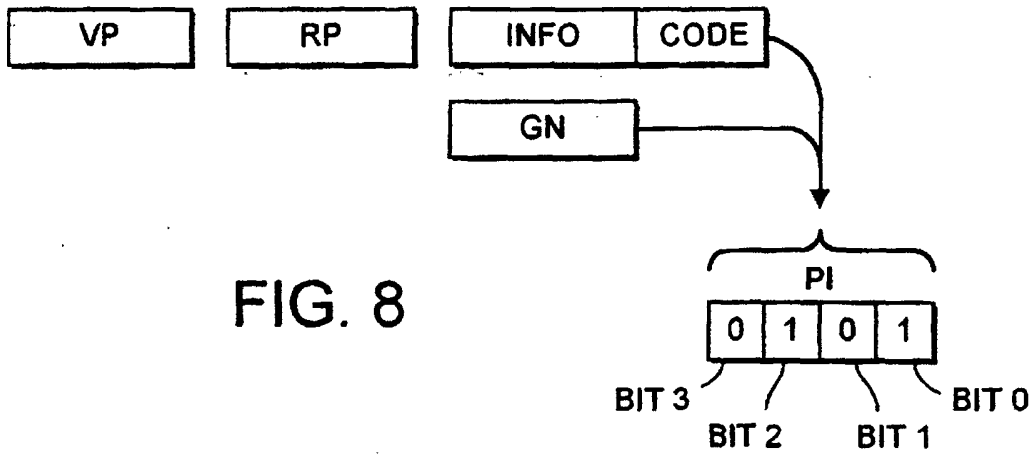 VP RP INFO CODE
GN
PI
FIG. 8
0 1 0 1
BIT 3 BIT 0
BIT 2 BIT 1